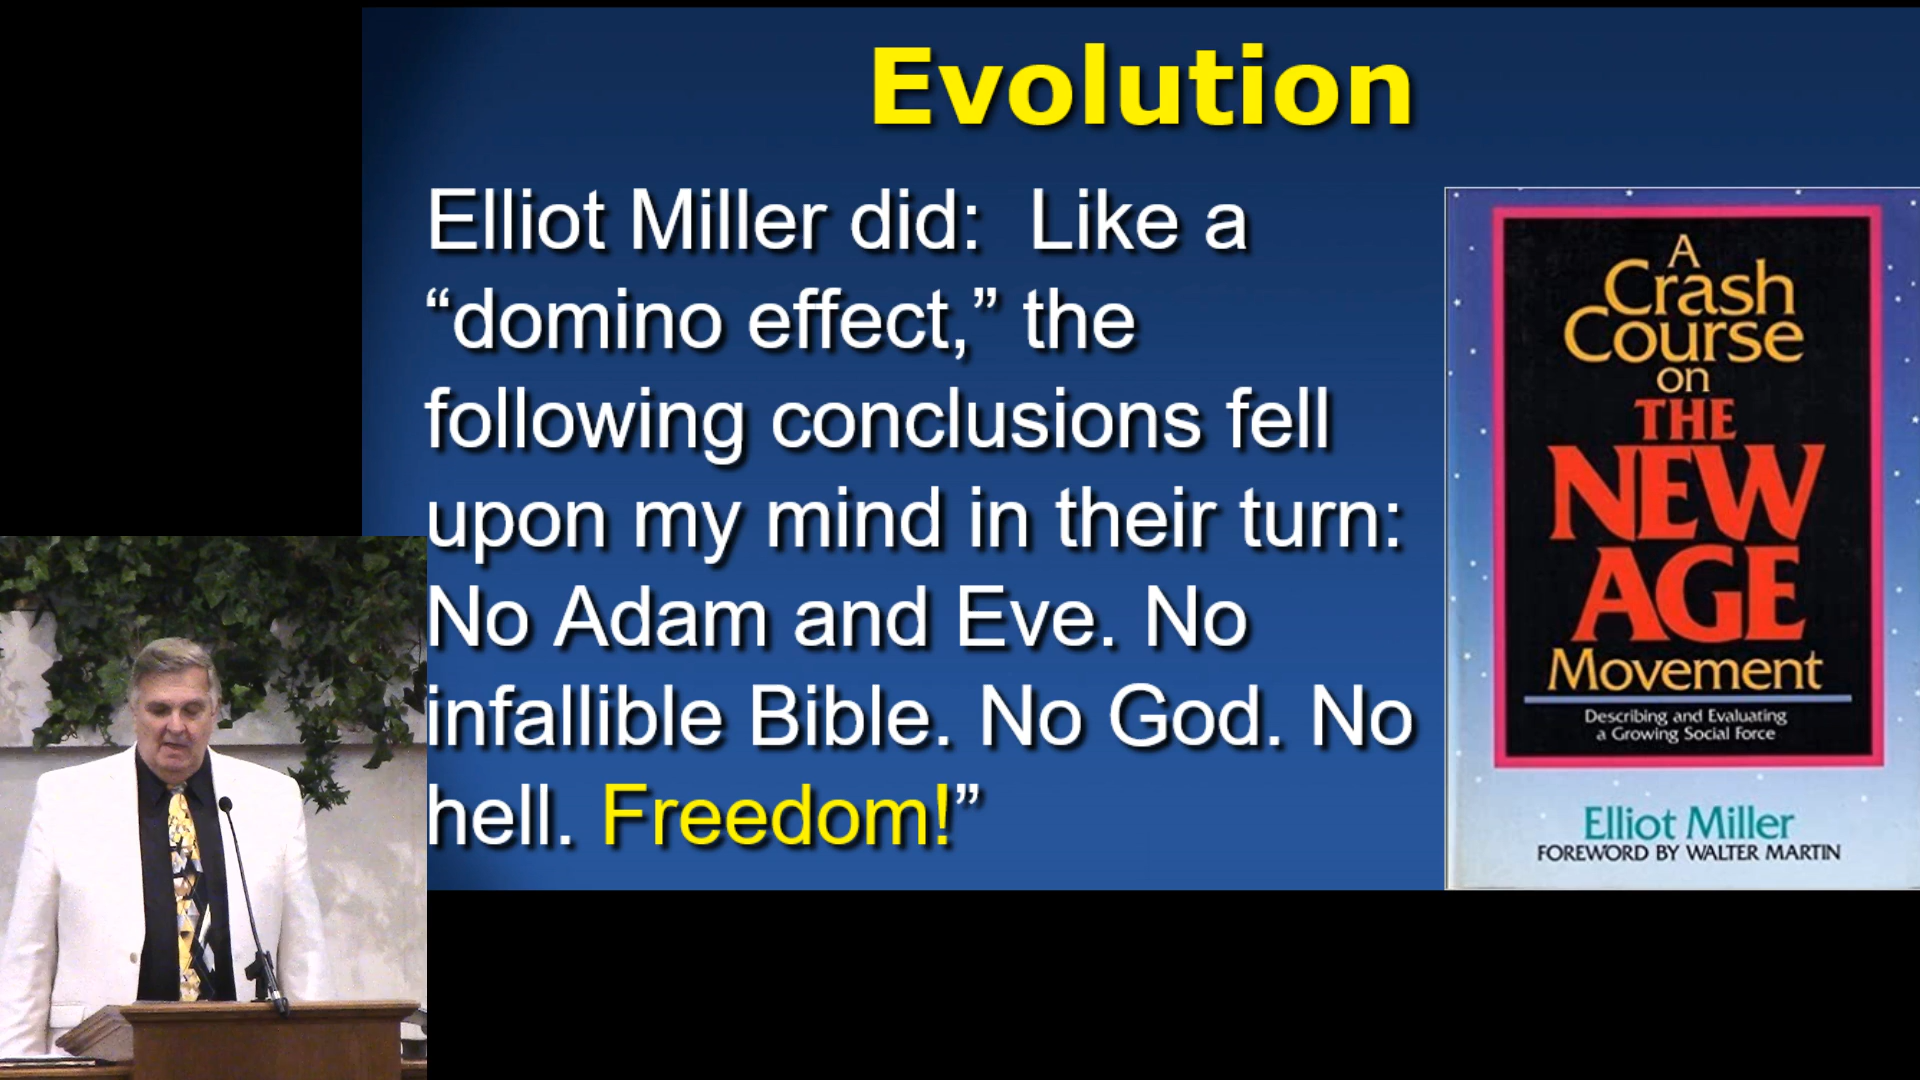 Evolution
Elliot Miller did:  Like a
“domino effect,” the
following conclusions fell
upon my mind in their turn:
No Adam and Eve. No
infallible Bible. No God. No
hell. Freedom!”
A
Crash
Course
on
THE
NEW
AGE
Movement
Describing and Evaluating
a Growing Social Force
Elliot Miller
FOREWORD BY WALTER MARTIN